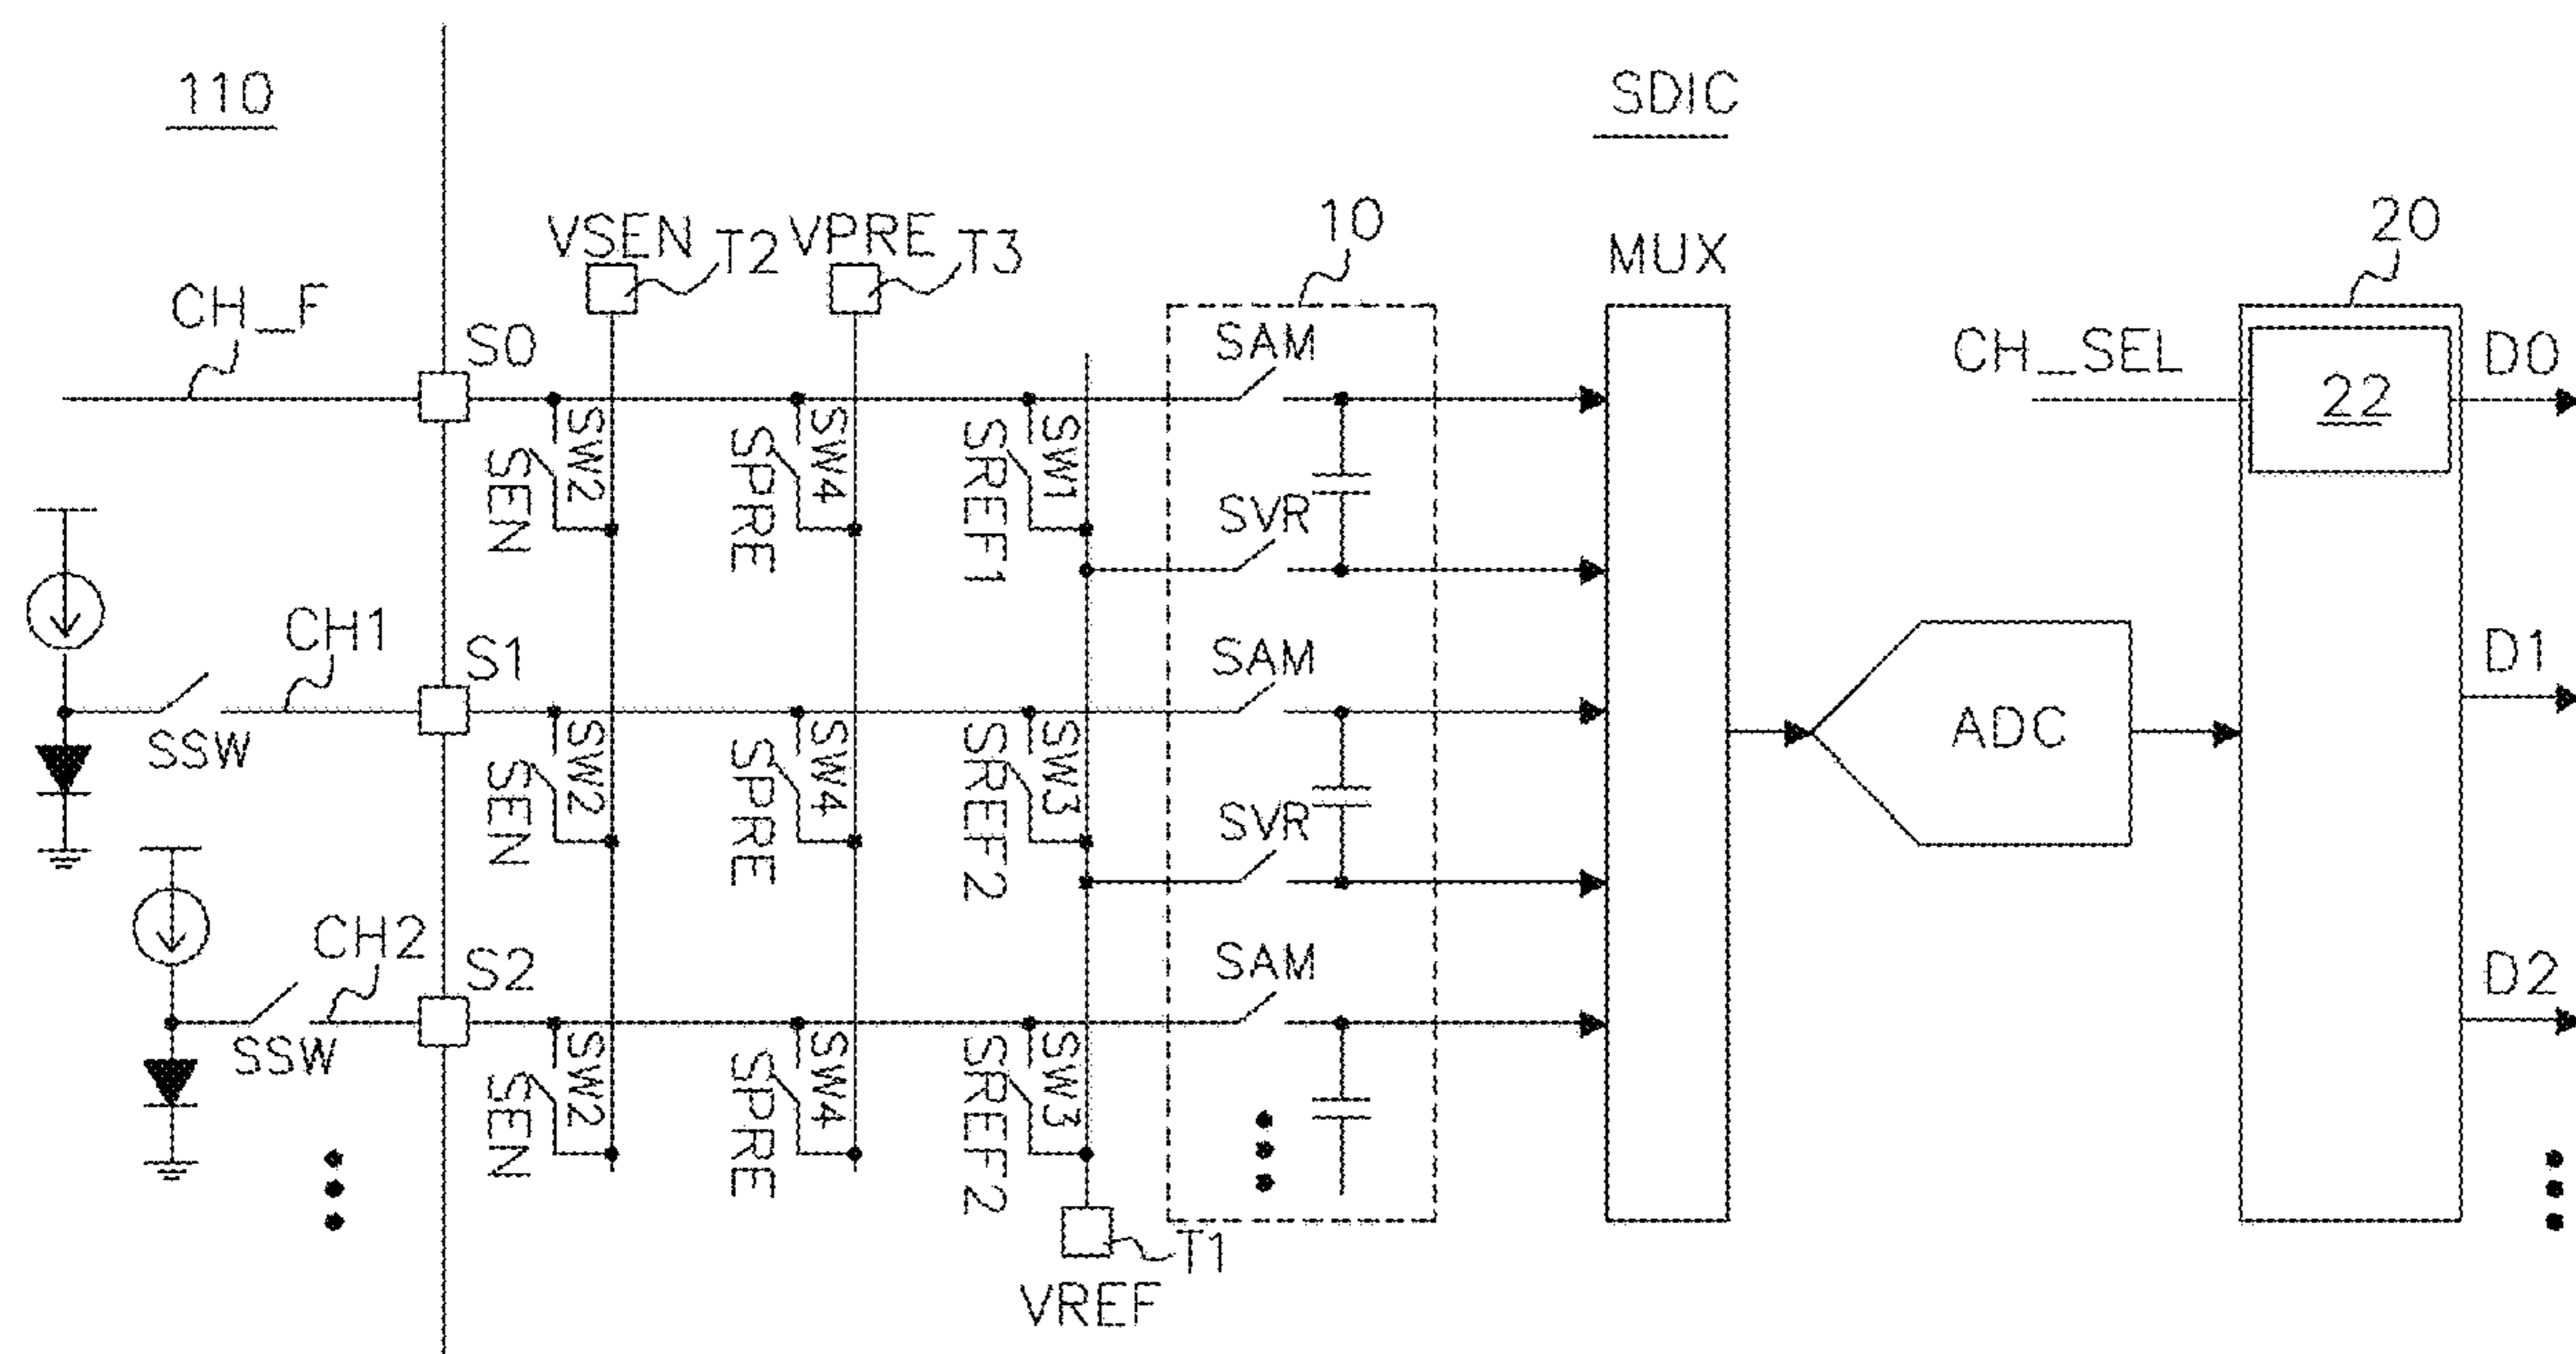 110
SDIC
VSEN
T2
VPRE
T3
10
MUX
20
CH_F
S0
SAM
CH_SEL
22
D0
SW2
SEN
SW4
SPRE
SW1
SREF1
SVR
CH1
S1
SAM
D1
SSW
SW2
SEN
SW4
SPRE
SW3
SREF2
SVR
ADC
CH2
S2
SAM
D2
SSW
SW2
SEN
SW4
SPRE
SW3
SREF2
T1
VREF